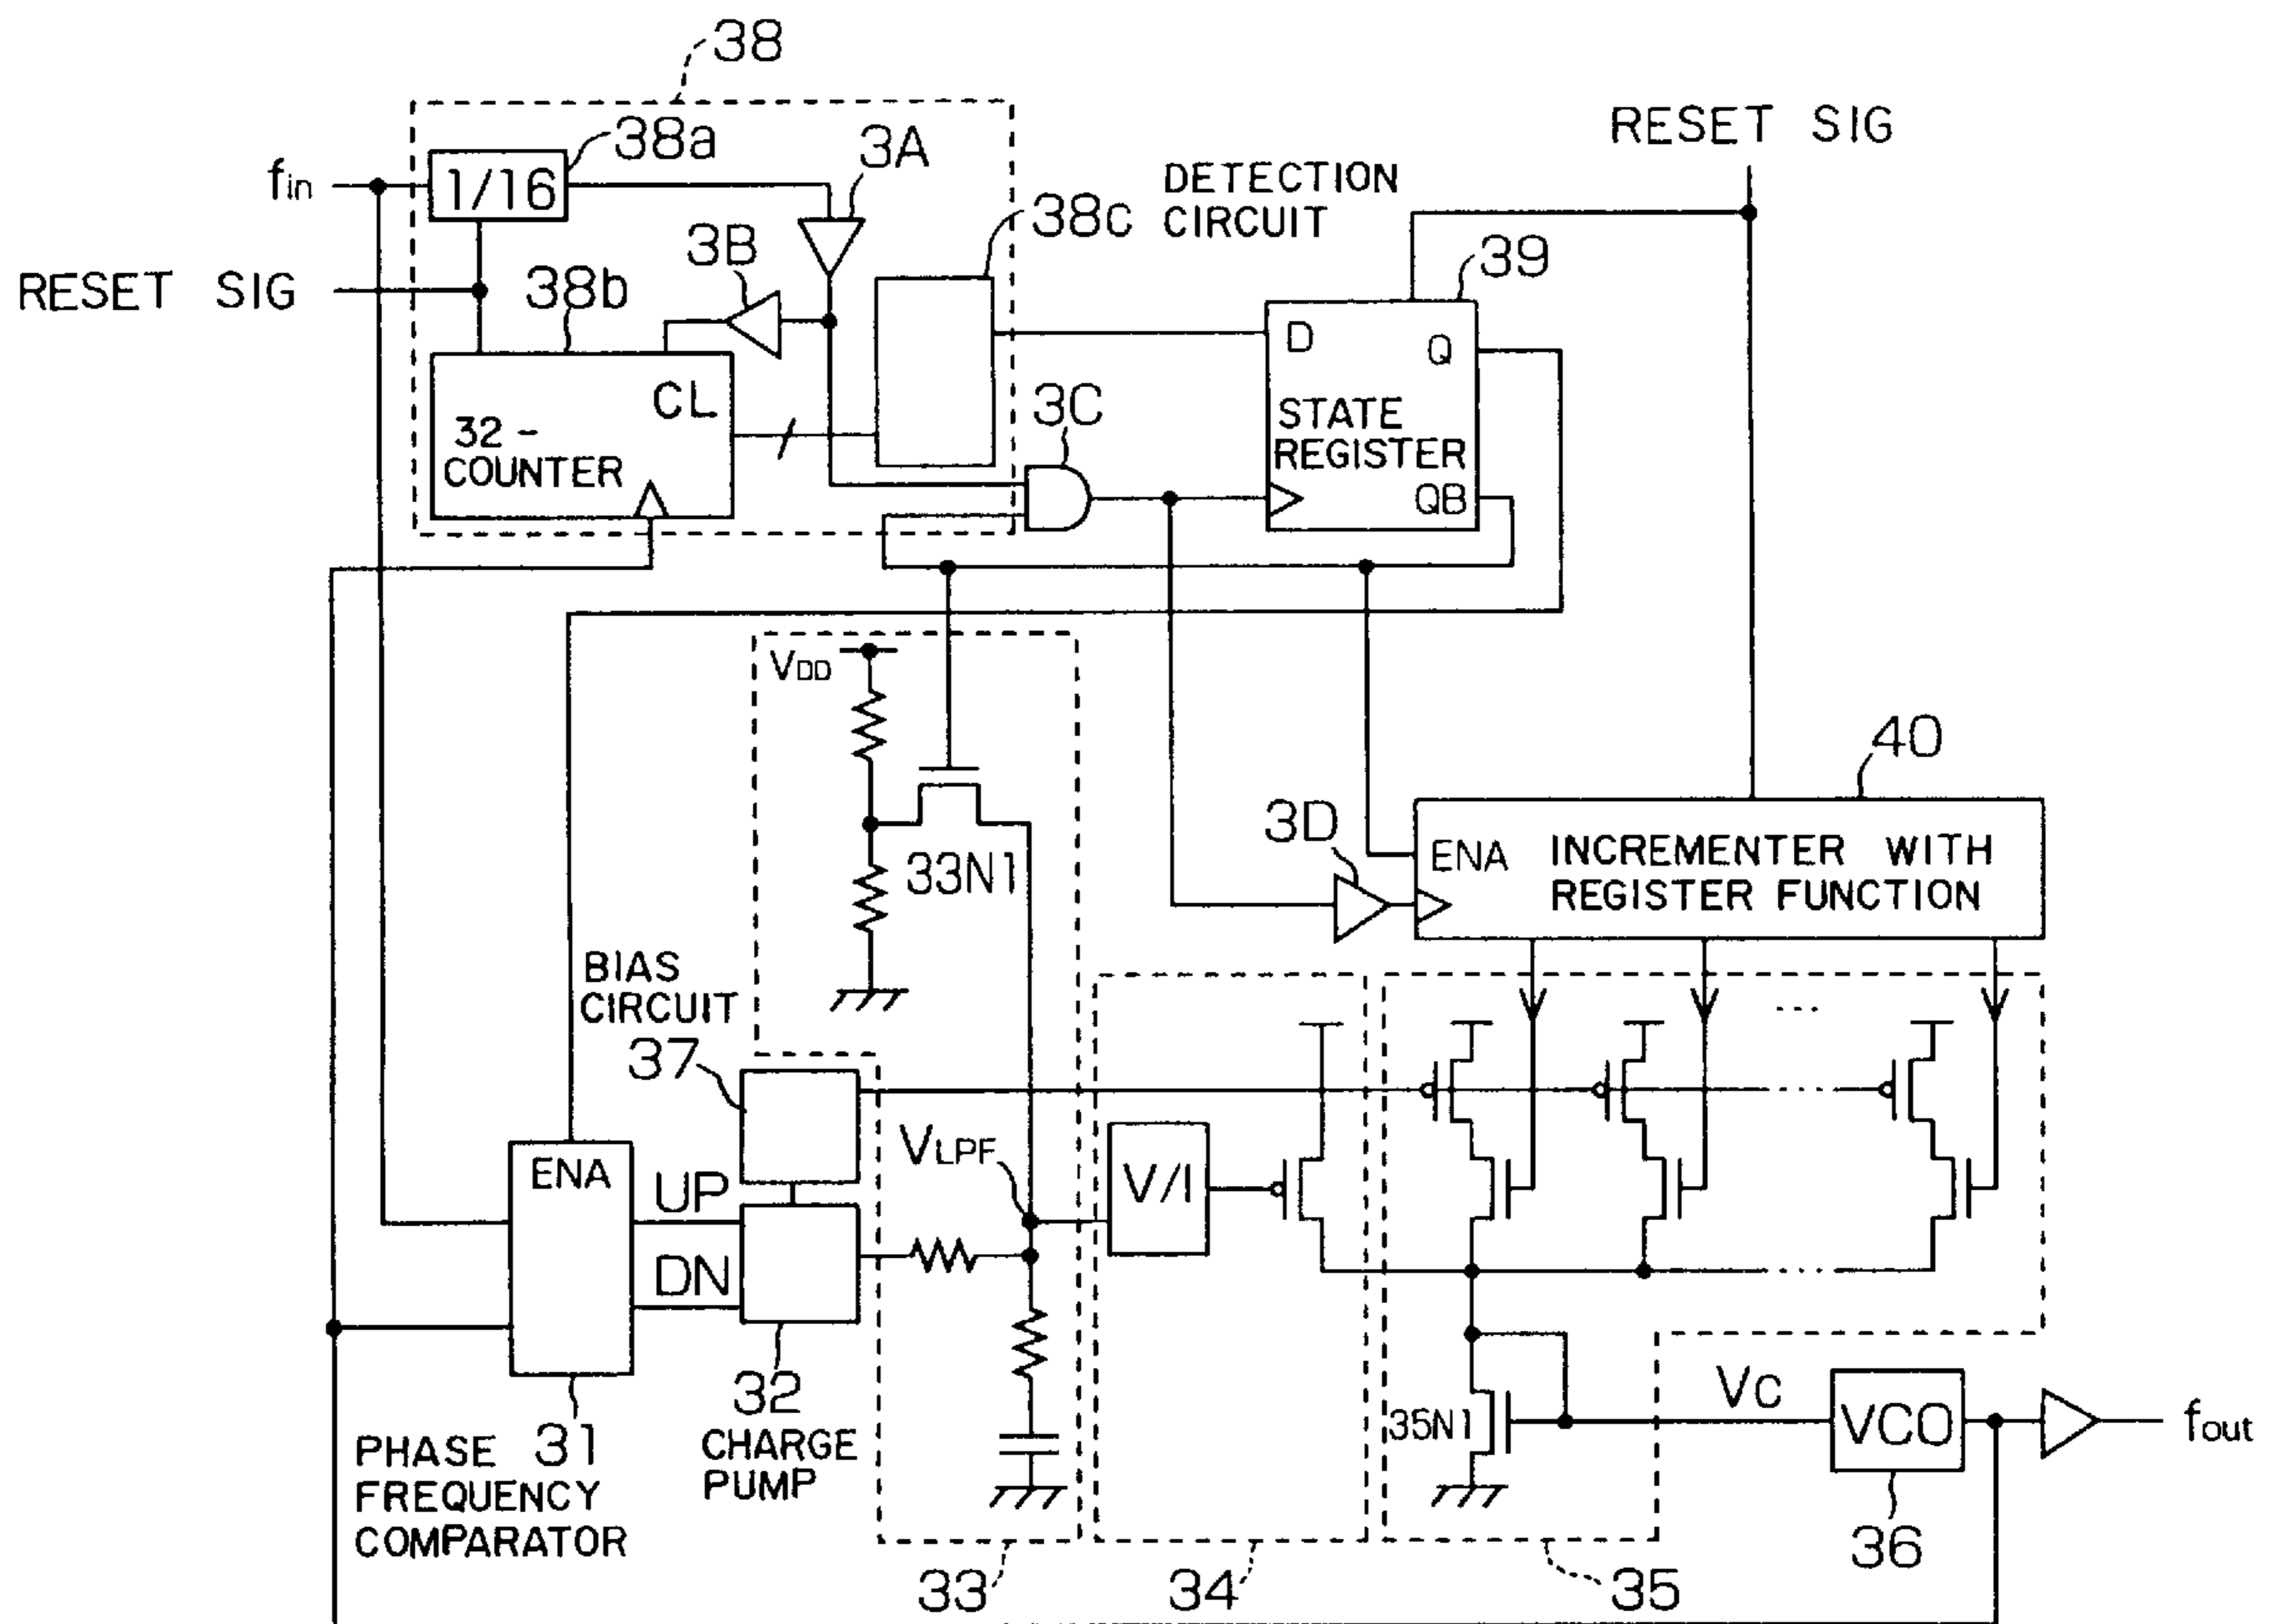 38
38a
3A
RESET SIG
fin
1/16
DETECTION
CIRCUIT
38c
3B
39
RESET SIG
38b
D
Q
3C
CL
STATE
REGISTER
32-
COUNTER
QB
VDD
40
3D
33N1
ENA
INCREMENTER WITH
REGISTER FUNCTION
BIAS
CIRCUIT
...
37
VLPF
ENA
UP
V/I
DN
32
CHARGE
PUMP
VC
35N1
VCO
fout
31
PHASE
FREQUENCY
COMPARATOR
36
33
34
35